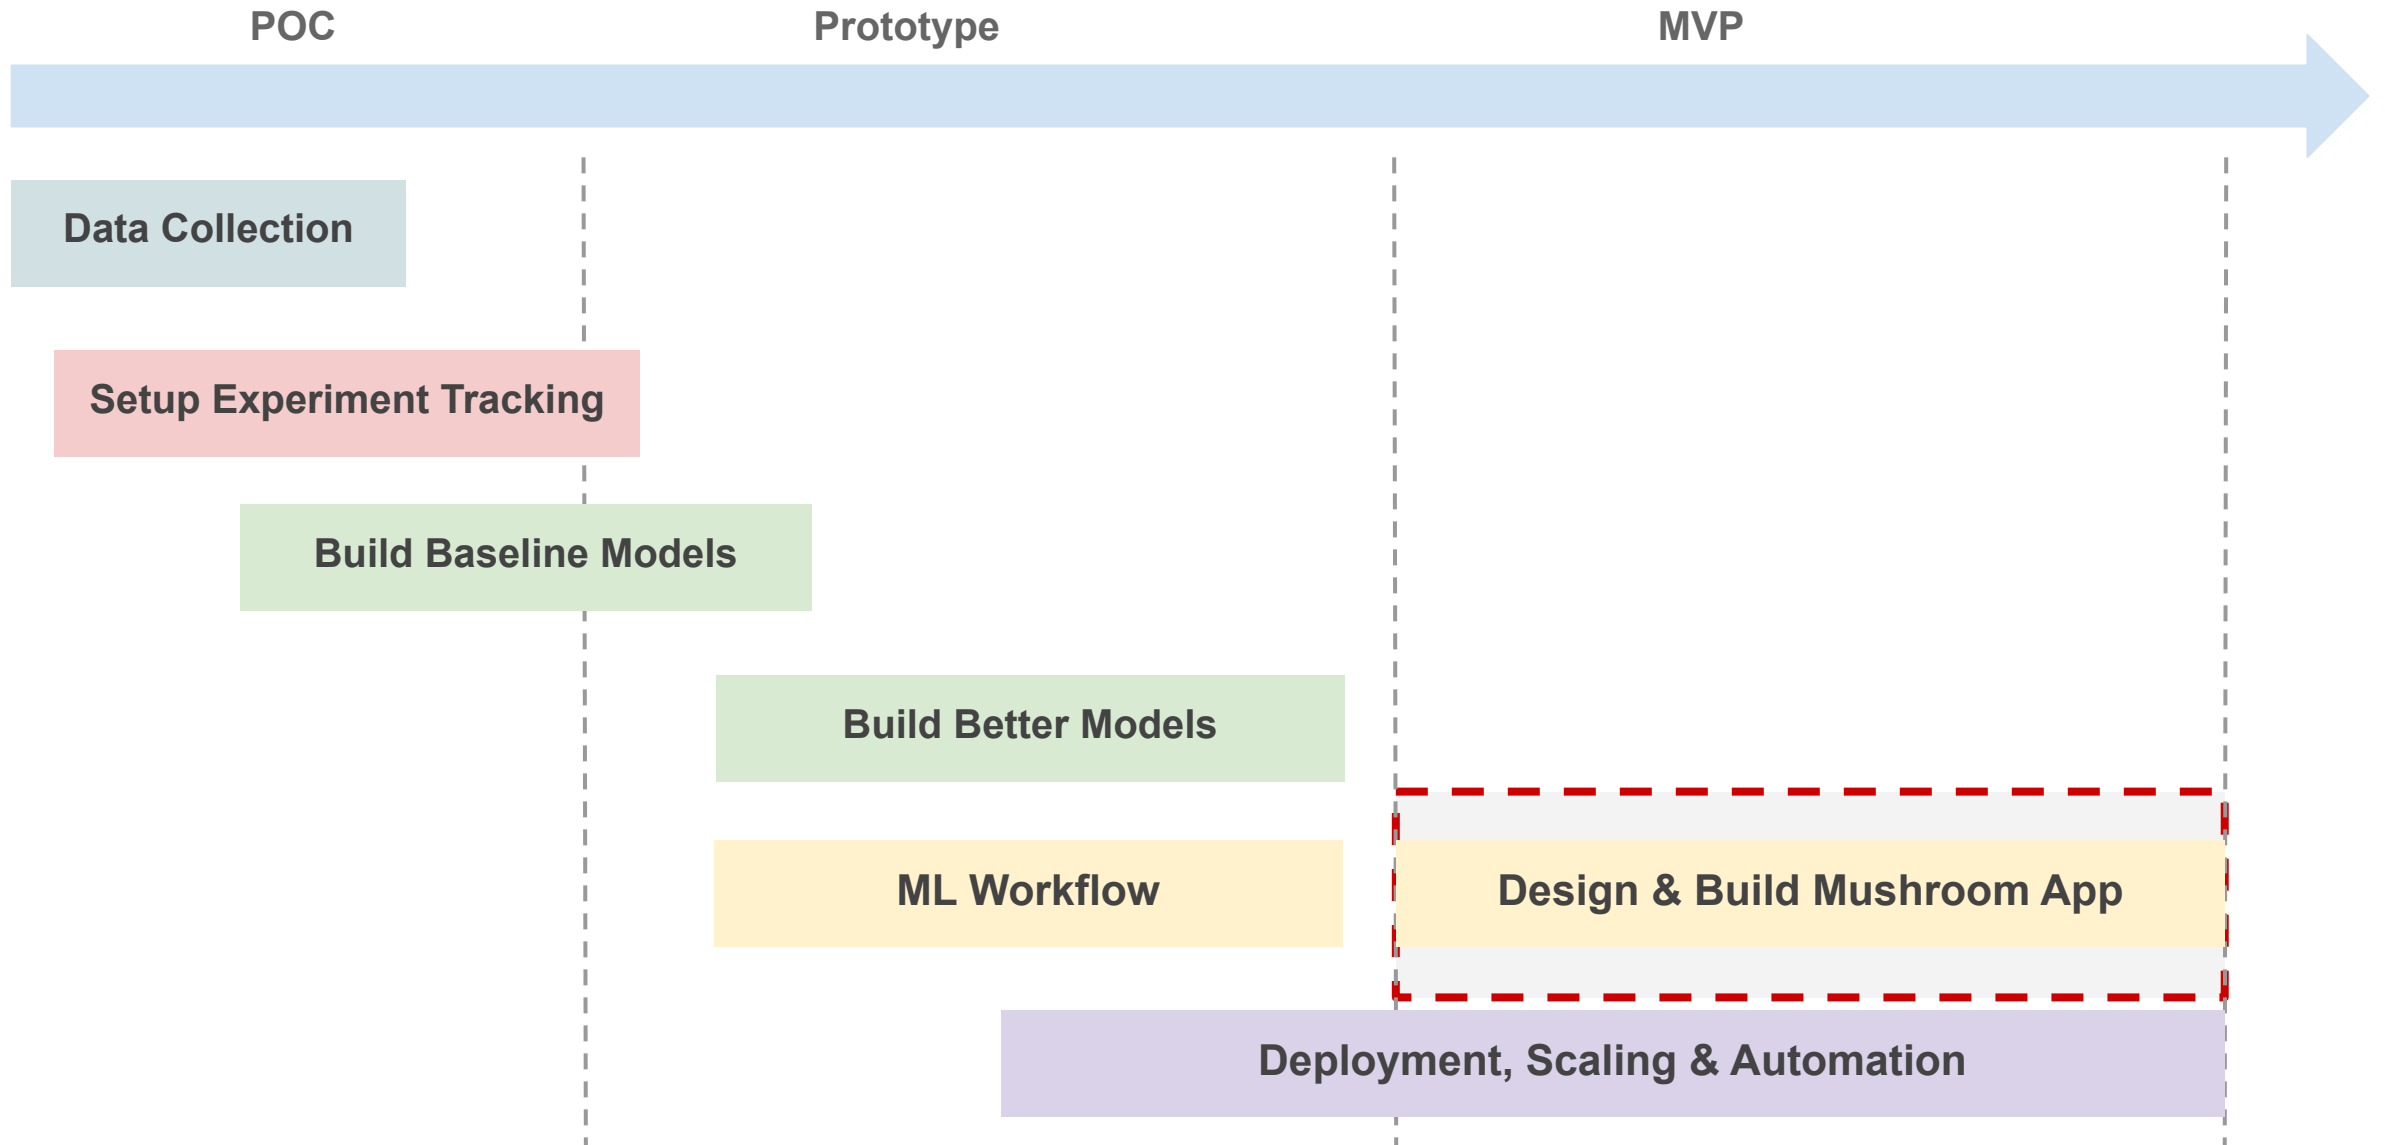 POC
Prototype
MVP
Data Collection
Setup Experiment Tracking
Build Baseline Models
Build Better Models
ML Workflow
Design & Build Mushroom App
Deployment, Scaling & Automation